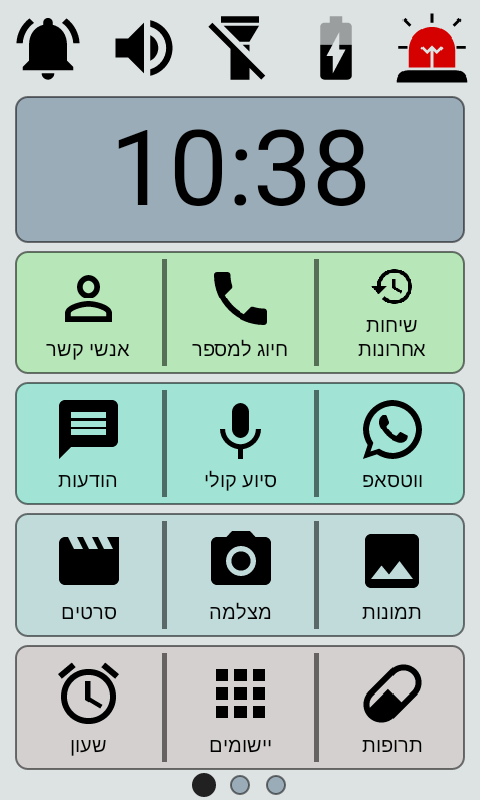 10:38
שיחות
אחרונות
חיוג למספר
אנשי קשר
ווטסאפ
סיוע קולי
הודעות
תמונות
מצלמה
סרטים
תרופות
יישומים
שעון